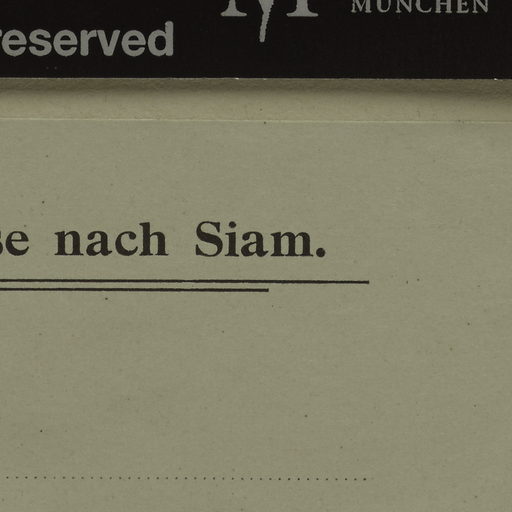 MÜNCHEN
reserved
se nach Siam.